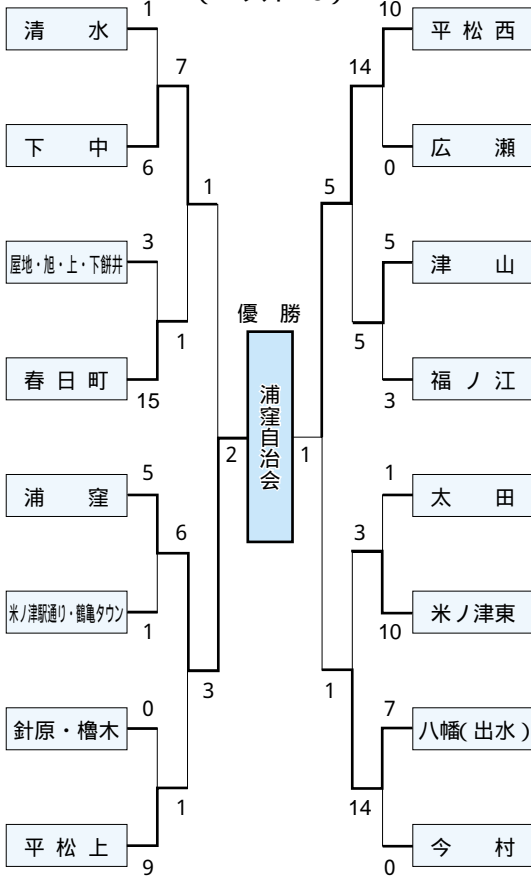 清水
1
7
下中
6
1
屋地・旭・上・下餅井
3
1
春日町
15
浦窪
5
6
米ノ津駅通り・鶴亀タウン
1
3
針原・櫓木
0
1
平松上
9
2
優勝
浦窪自治会
1
10
平松西
14
広瀬
0
5
5
津山
5
福ノ江
3
1
太田
3
米ノ津東
10
1
7
八幡(出水)
14
今村
0